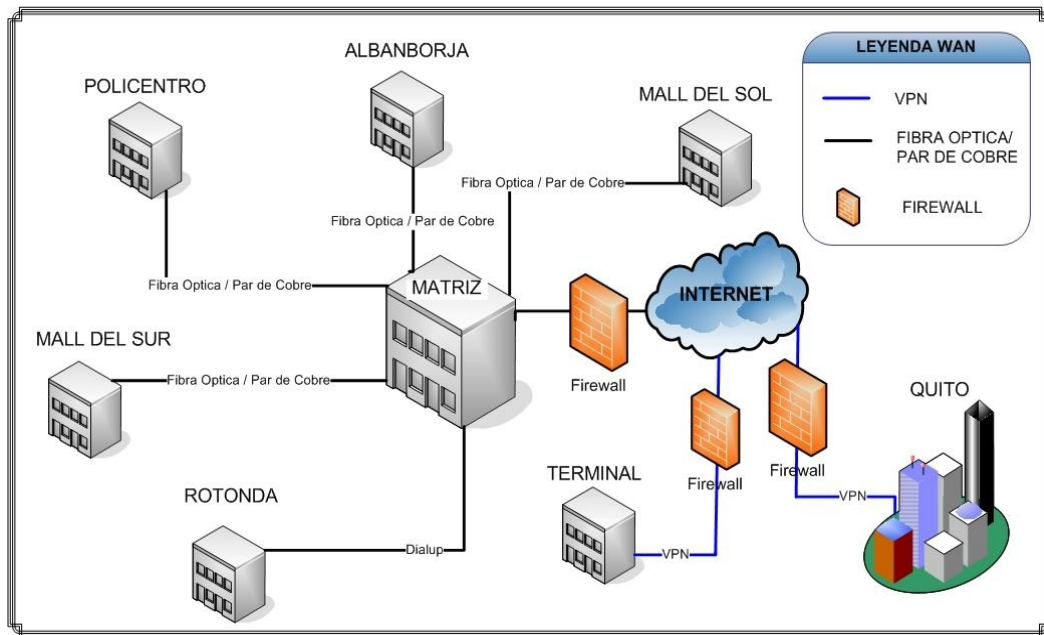 ALBANBORJA
POLICENTRO
MALL DEL SOL
LEYENDA WAN
VPN
FIBRA OPTICA/
PAR DE COBRE
FIREWALL
Fibra Optica / Par de Cobre
Fibra Optica / Par de Cobre
Fibra Optica / Par de Cobre
MATRIZ
INTERNET
MALL DEL SUR
Fibra Optica / Par de Cobre
Firewall
QUITO
TERMINAL
Firewall
Firewall
ROTONDA
VPN
Dialup
VPN